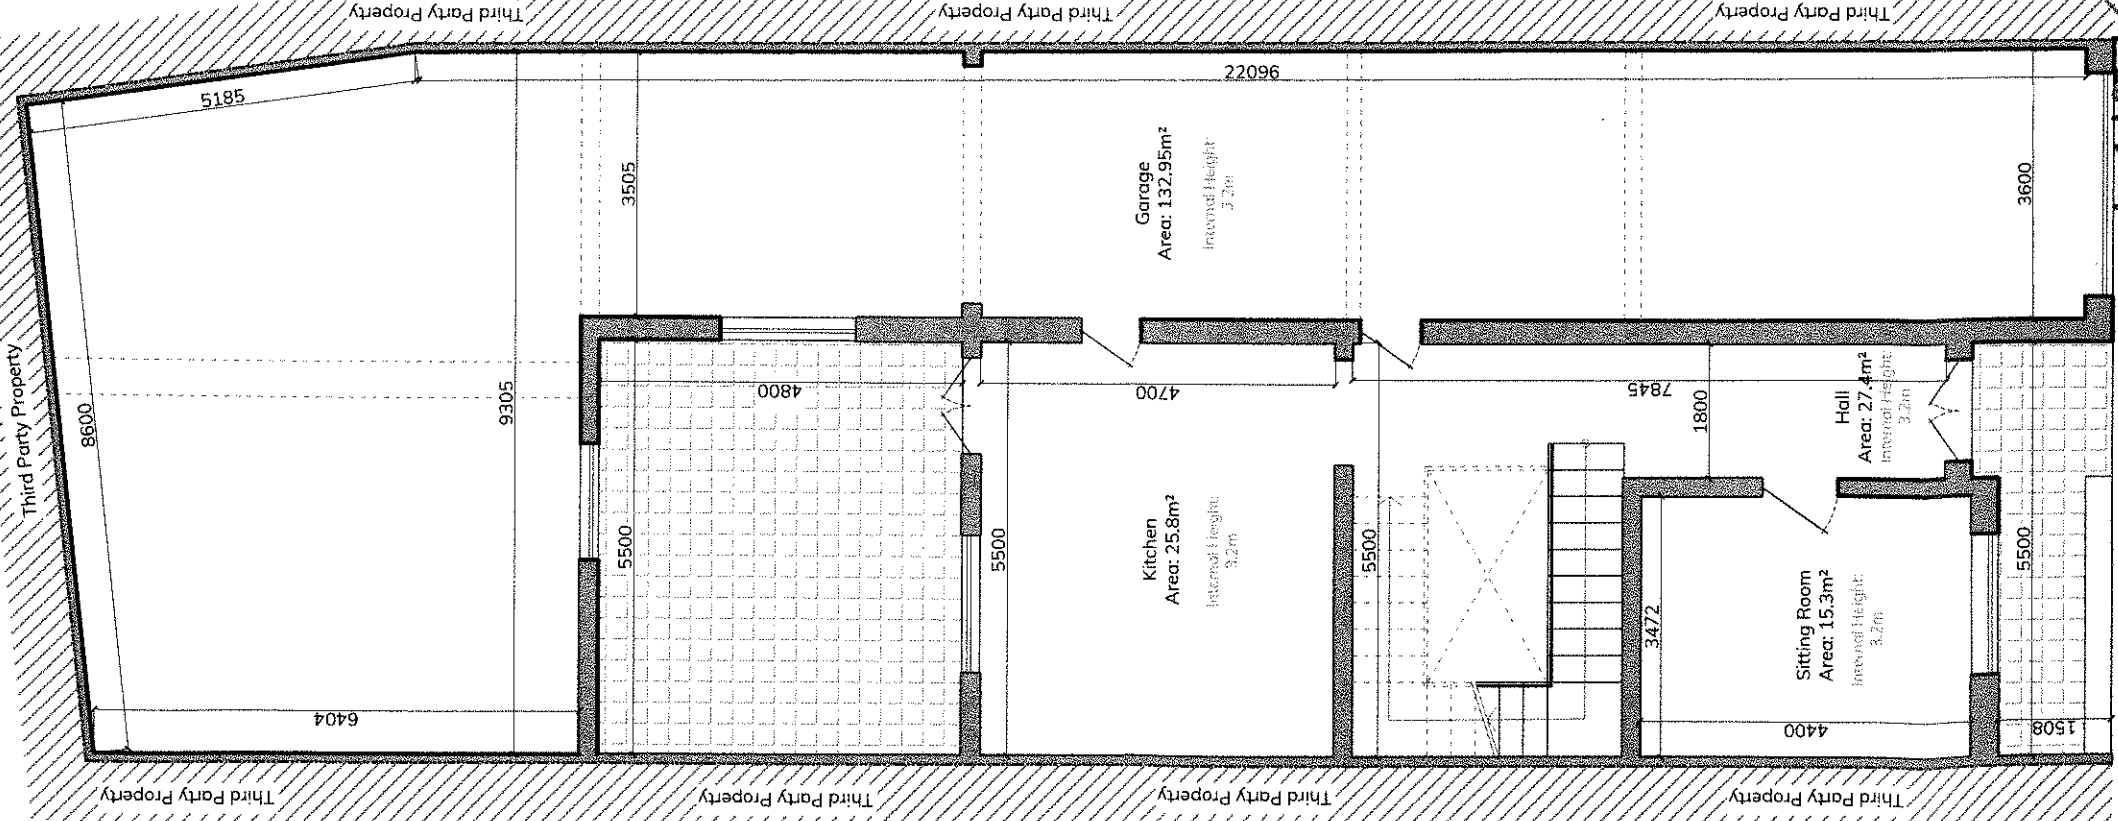 Third Party Property
Third Party Property
Third Party Property
22096
5185
3505
Garage
Area: 132.95m²
Internal Height
3.2m
3600
Third Party Property
8600
9305
4800
4700
7845
1800
Hall
Area: 27.4m²
Internal Height
3.2m
5500
5500
Kitchen
Area: 25.8m²
Internal Height
3.2m
5500
3472
Sitting Room
Area: 15.3m²
Internal Height
3.2m
5500
6404
4400
1508
Third Party Property
Third Party Property
Third Party Property
Third Party Property